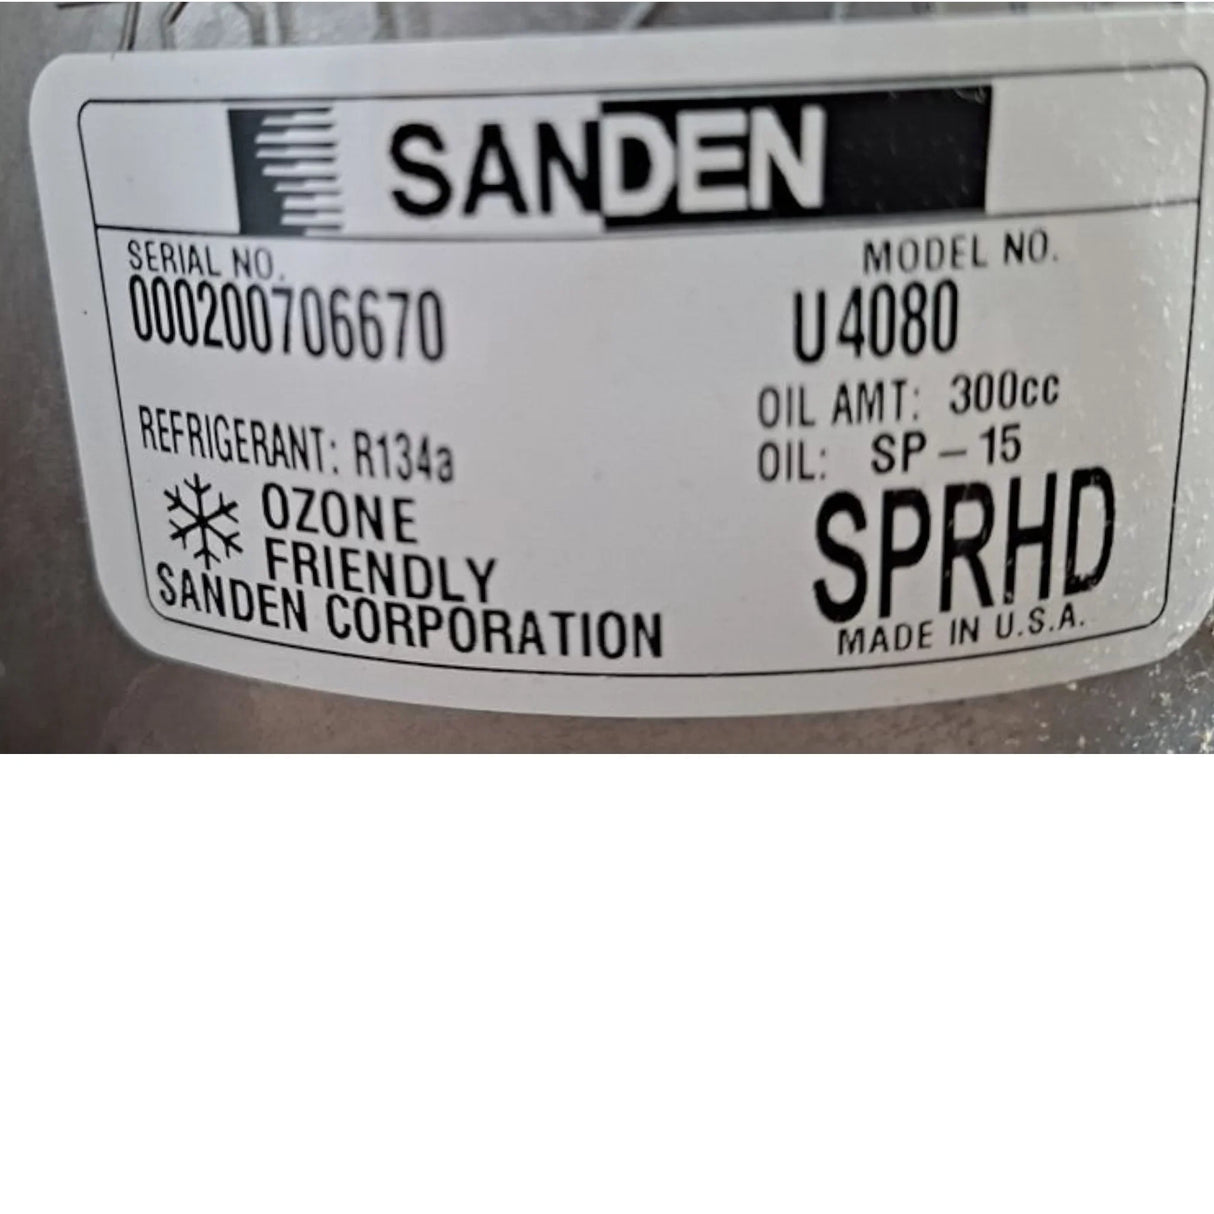 SANDEN
SERIAL NO. MODEL NO.
000200706670 U4080
OIL AMT: 300cc
REFRIGERANT: R134a OIL: SP-15
OZONE
FRIENDLY SPRHD
SANDEN CORPORATION MADE IN U.S.A.